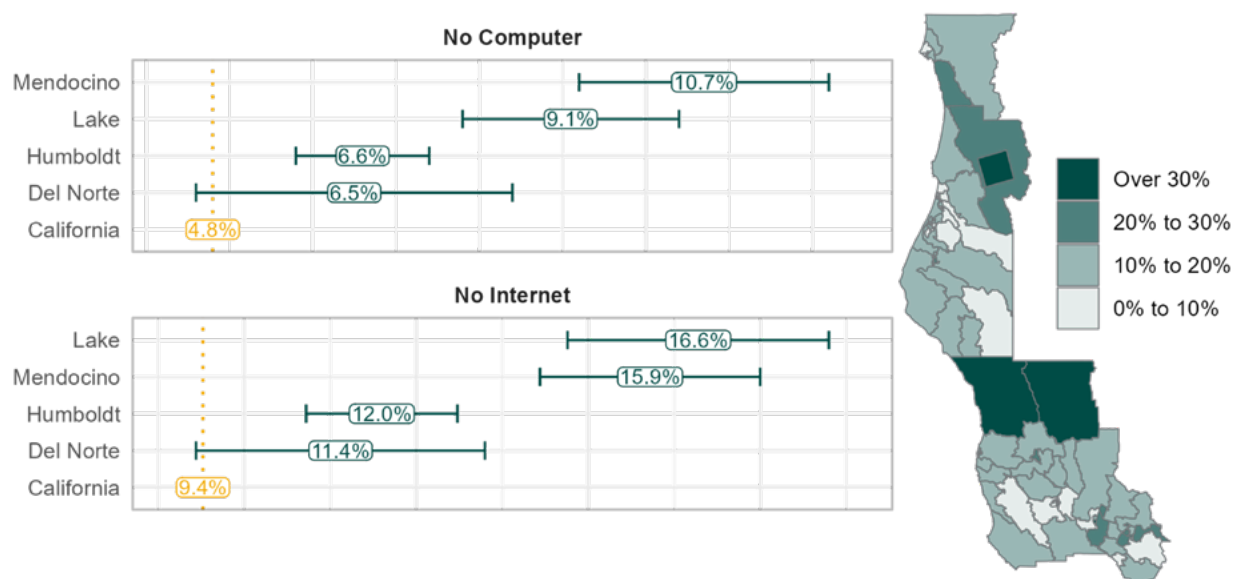 No Computer
Mendocino 10.7%
Lake 9.1%
Humboldt 6.6%
Del Norte 6.5%
California 4.8%
No Internet
Lake 16.6%
Mendocino 15.9%
Humboldt 12.0%
Del Norte 11.4%
California 9.4%
Over 30%
20% to 30%
10% to 20%
0% to 10%